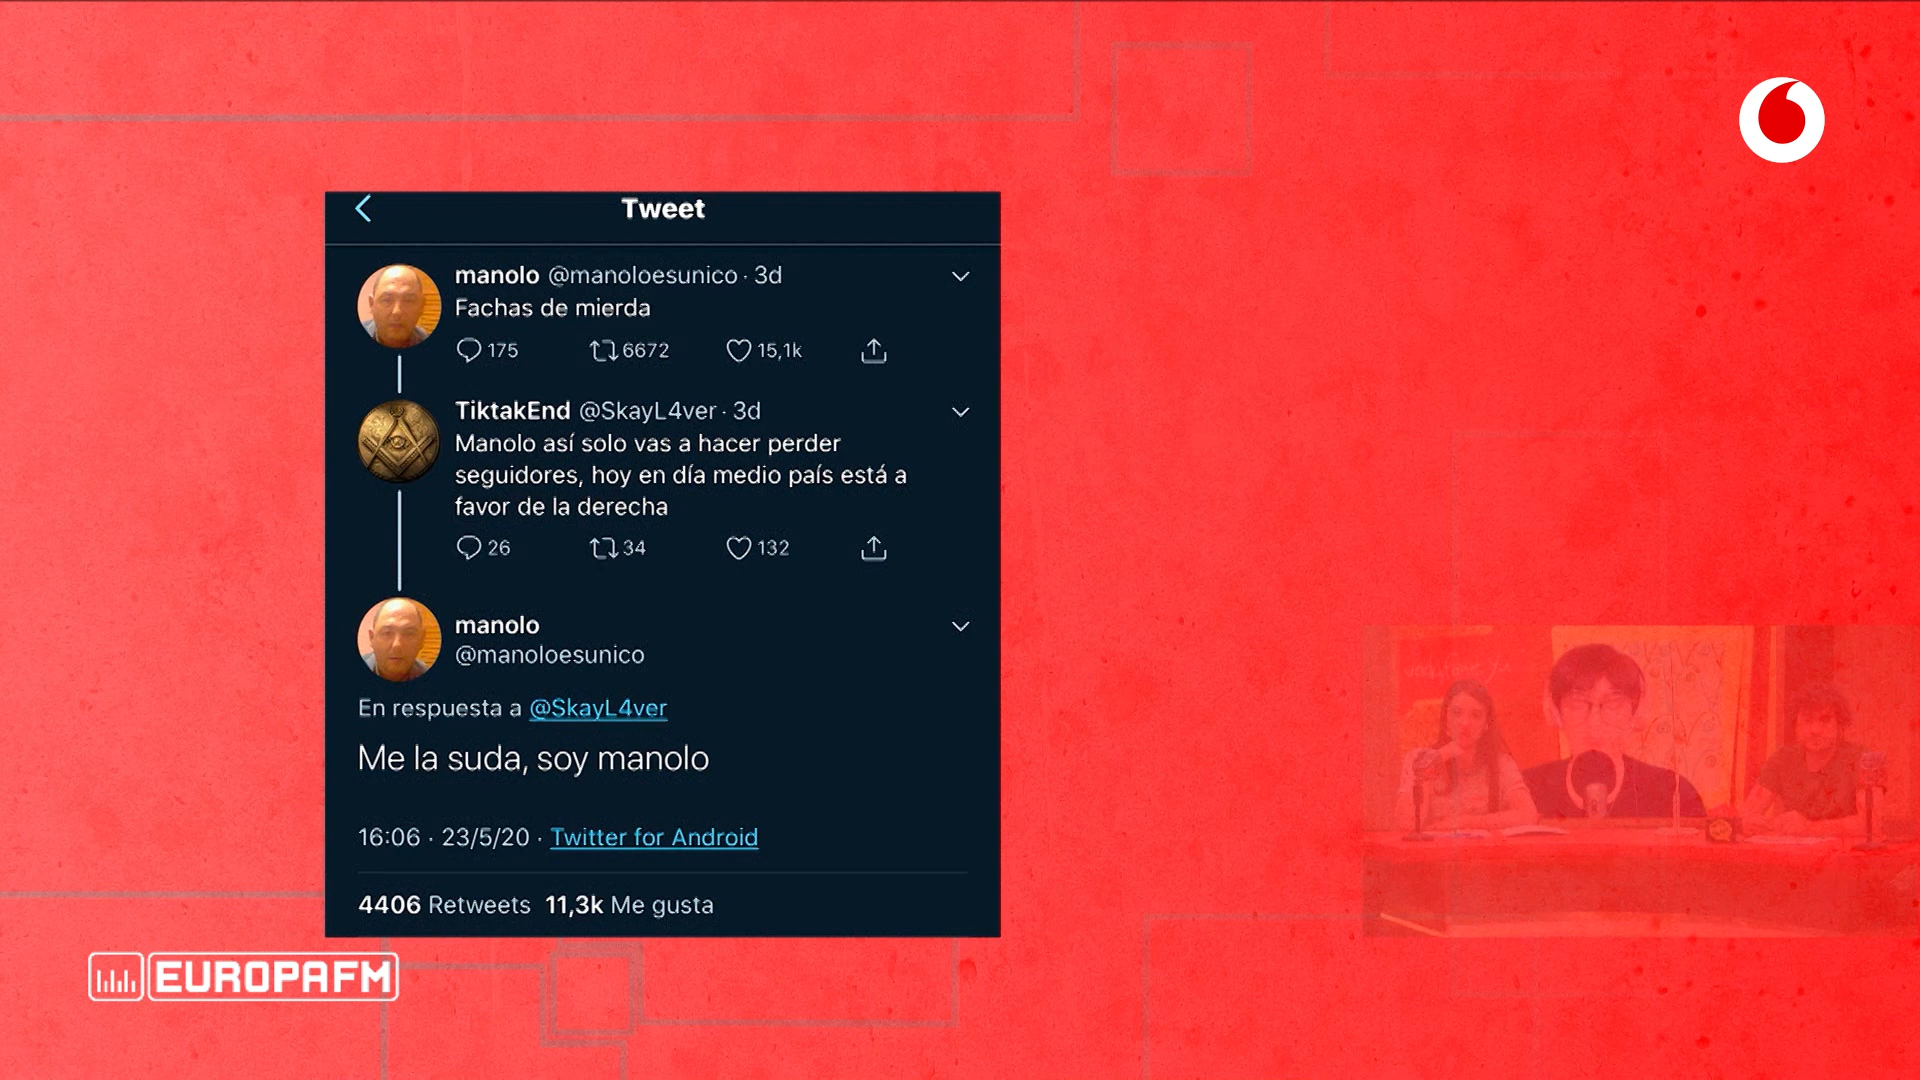 Tweet
manolo @manoloesunico · 3d
Fachas de mierda
175 6672 15,1k
TiktakEnd @SkayL4ver · 3d
Manolo así solo vas a hacer perder
seguidores, hoy en día medio país está a
favor de la derecha
26 34 132
manolo
@manoloesunico
En respuesta a @SkayL4ver
Me la suda, soy manolo
16:06 · 23/5/20 · Twitter for Android
4406 Retweets 11,3k Me gusta
EUROPAFM